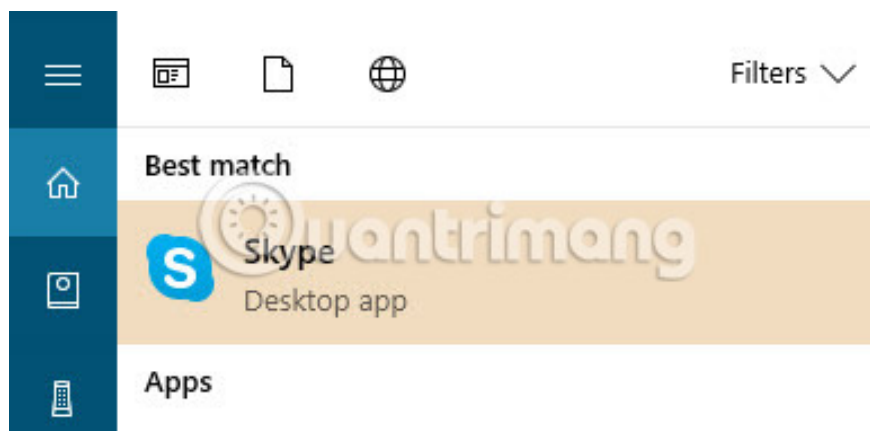 Filters
Best match
Quantrimang
Skype
Desktop app
Apps